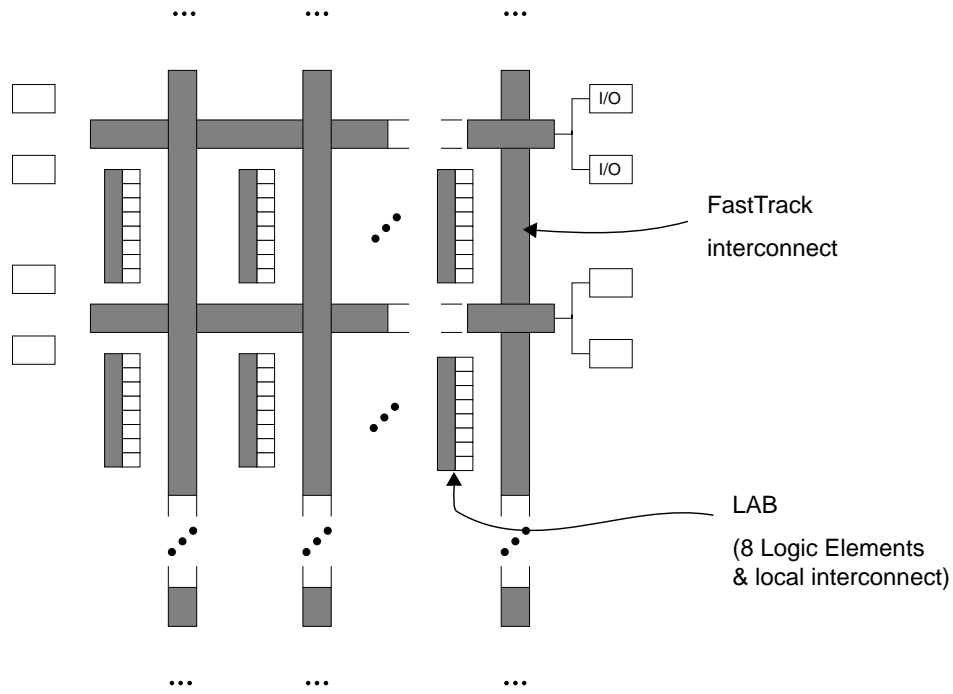 I/O
I/O
FastTrack
interconnect
LAB
(8 Logic Elements
& local interconnect)